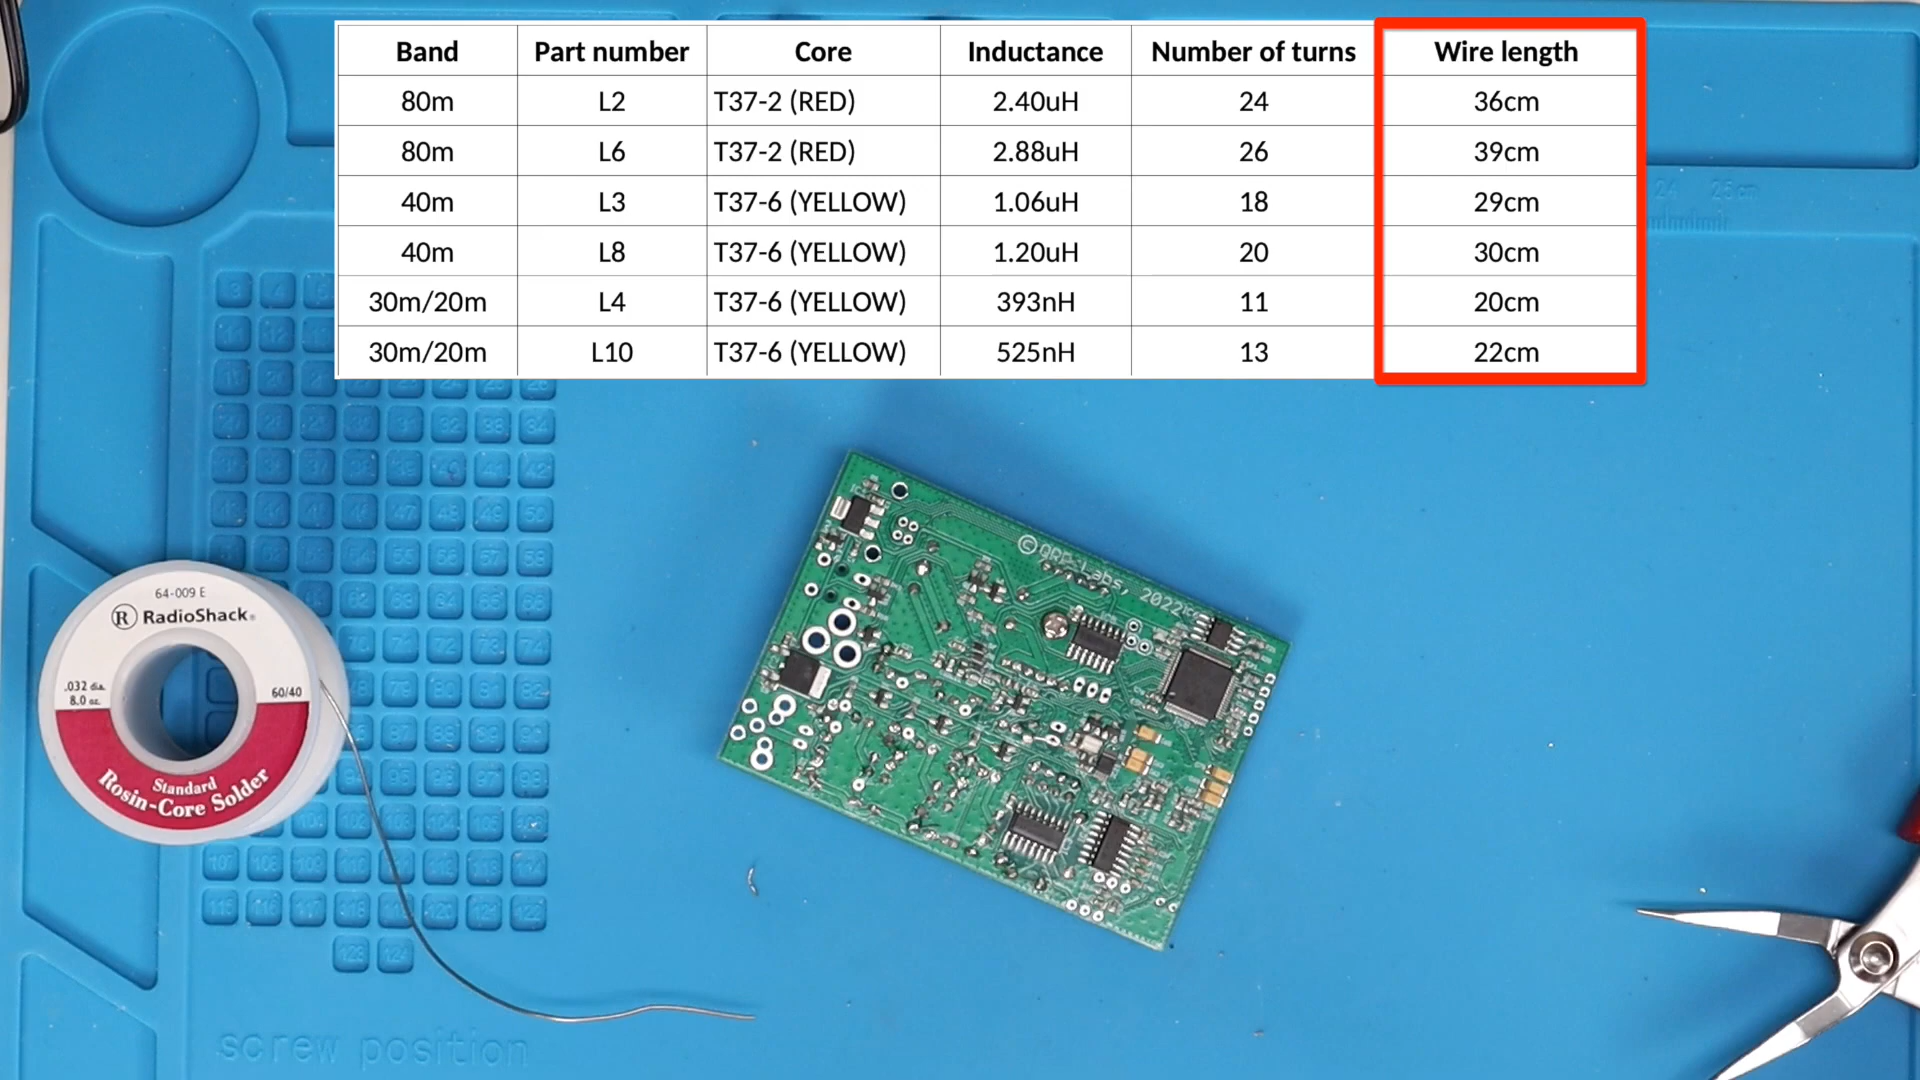 Band Part number Core Inductance Number of turns Wire length
80m L2 T37-2 (RED) 2.40uH 24 36cm
80m L6 T37-2 (RED) 2.88uH 26 39cm
40m L3 T37-6 (YELLOW) 1.06uH 18 29cm
40m L8 T37-6 (YELLOW) 1.20uH 20 30cm
30m/20m L4 T37-6 (YELLOW) 393nH 11 20cm
30m/20m L10 T37-6 (YELLOW) 525nH 13 22cm
24 25cm
© QRP Labs, 2022
64-009 E
R RadioShack®
.032 dia.
8.0 oz.
60/40
Standard
Rosin-Core Solder
screw position